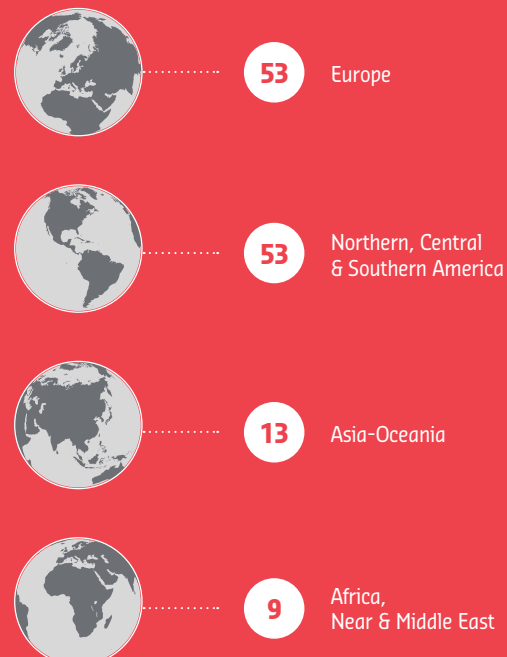 53
Europe
53
Northern, Central
& Southern America
13
Asia-Oceania
9
Africa,
Near & Middle East